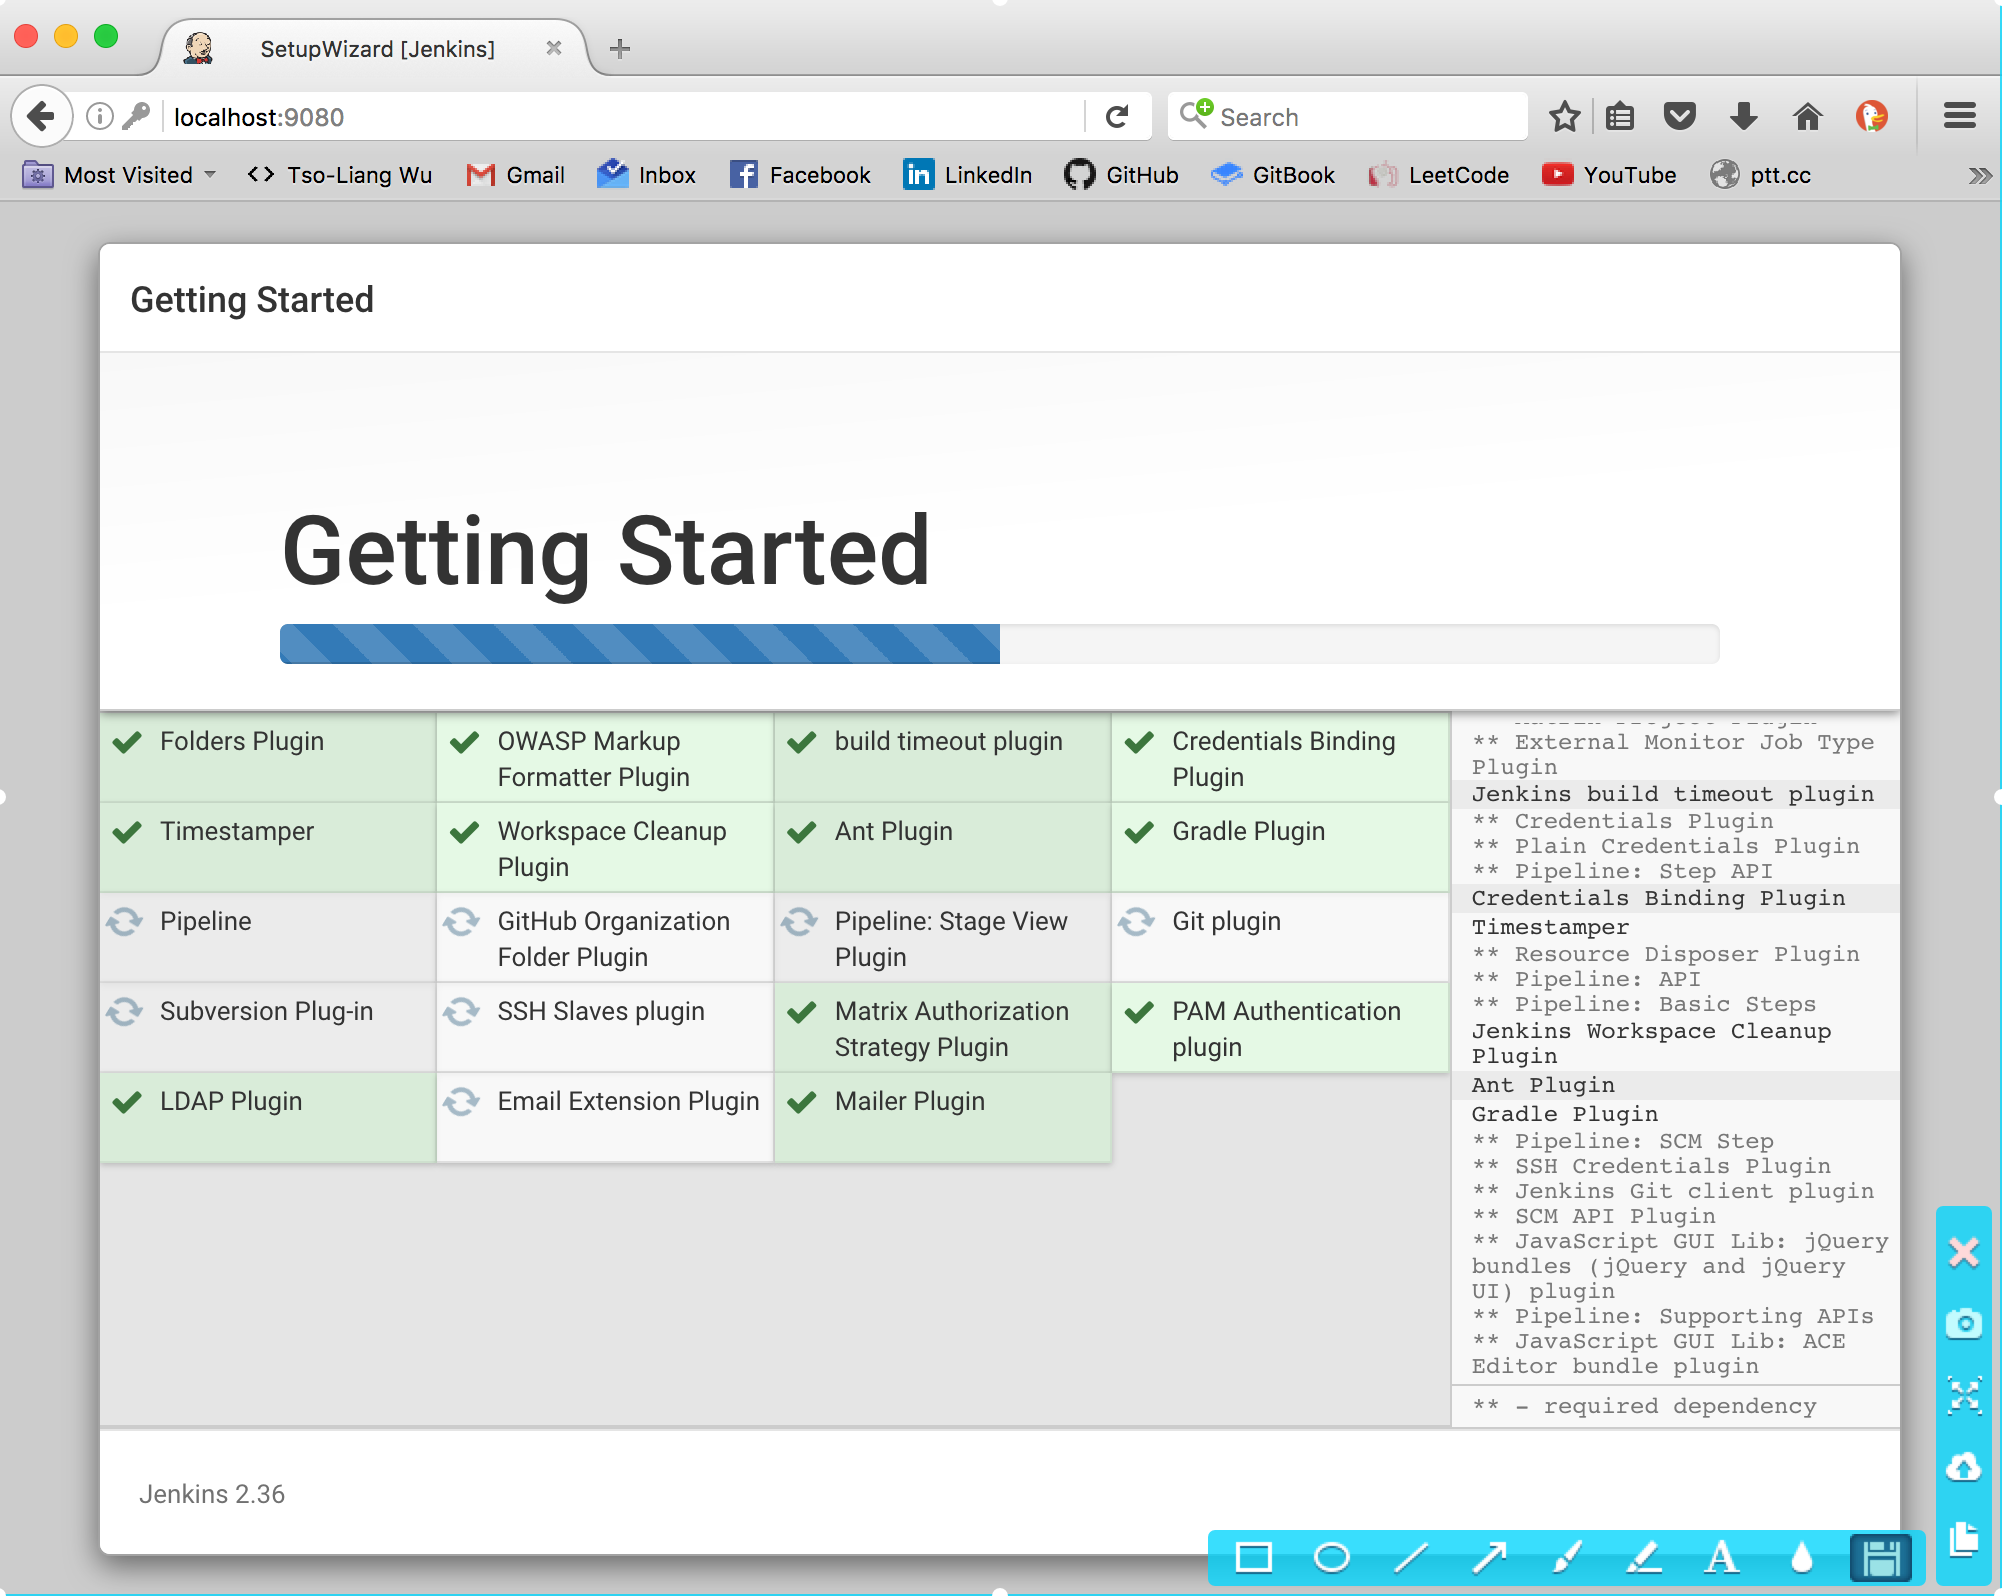 SetupWizard [Jenkins]
localhost:9080
Search
Most Visited
Tso-Liang Wu
Gmail
Inbox
Facebook
LinkedIn
GitHub
GitBook
LeetCode
YouTube
ptt.cc
Getting Started
Getting Started
Folders Plugin
OWASP Markup
Formatter Plugin
build timeout plugin
Credentials Binding
Plugin
Timestamper
Workspace Cleanup
Plugin
Ant Plugin
Gradle Plugin
Pipeline
GitHub Organization
Folder Plugin
Pipeline: Stage View
Plugin
Git plugin
Subversion Plug-in
SSH Slaves plugin
Matrix Authorization
Strategy Plugin
PAM Authentication
plugin
LDAP Plugin
Email Extension Plugin
Mailer Plugin
** External Monitor Job Type
Plugin
Jenkins build timeout plugin
** Credentials Plugin
** Plain Credentials Plugin
** Pipeline: Step API
Credentials Binding Plugin
Timestamper
** Resource Disposer Plugin
** Pipeline: API
** Pipeline: Basic Steps
Jenkins Workspace Cleanup
Plugin
Ant Plugin
Gradle Plugin
** Pipeline: SCM Step
** SSH Credentials Plugin
** Jenkins Git client plugin
** SCM API Plugin
** JavaScript GUI Lib: jQuery
bundles (jQuery and jQuery
UI) plugin
** Pipeline: Supporting APIs
** JavaScript GUI Lib: ACE
Editor bundle plugin
** - required dependency
Jenkins 2.36